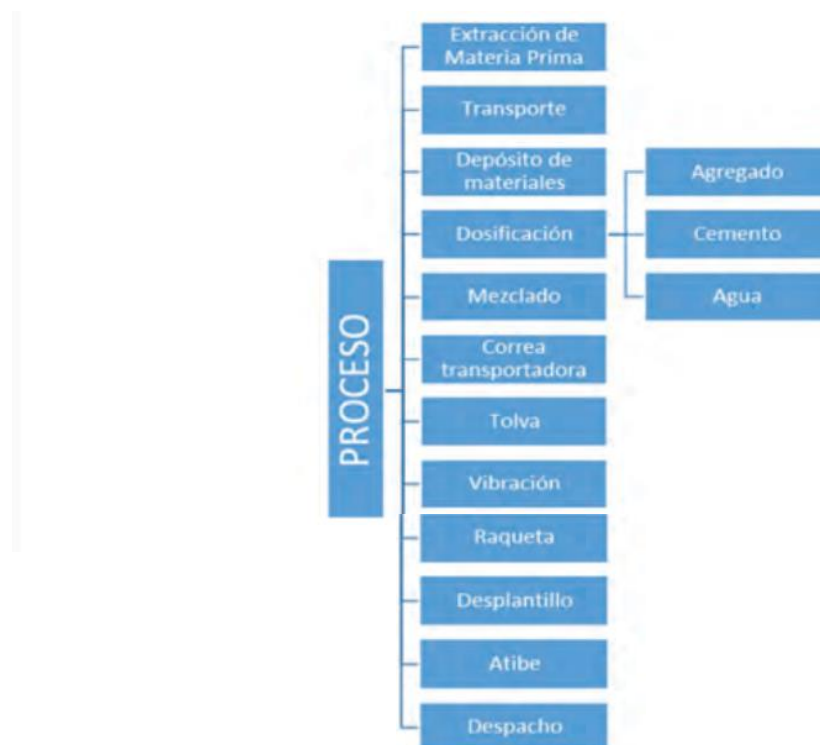 Extracción de
Materia Prima
Transporte
Depósito de
materiales
Agregado
Dosificación
Cemento
Mezclado
Agua
Correa
transportadora
PROCESO
Tolva
Vibración
Raqueta
Desplantillo
Atibe
Despacho